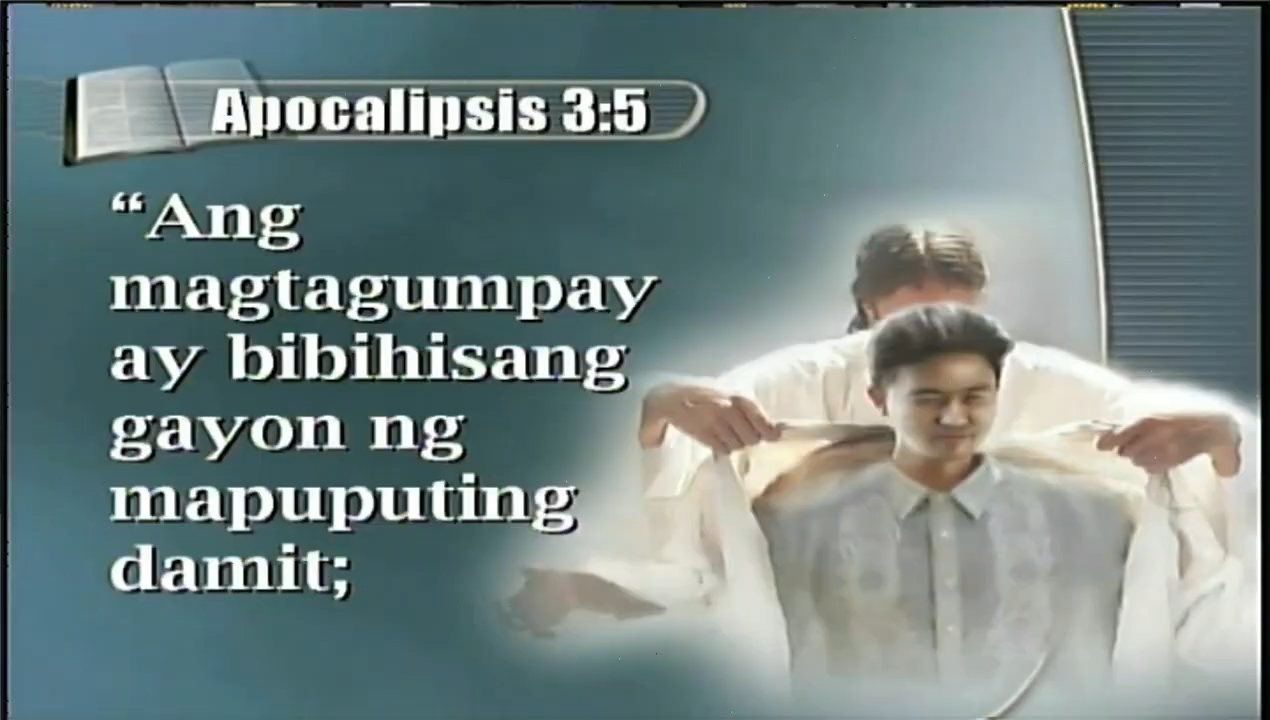 Apocalipsis 3:5
“Ang
magtagumpay
ay bibihisang
gayon ng
mapuputing
damit;